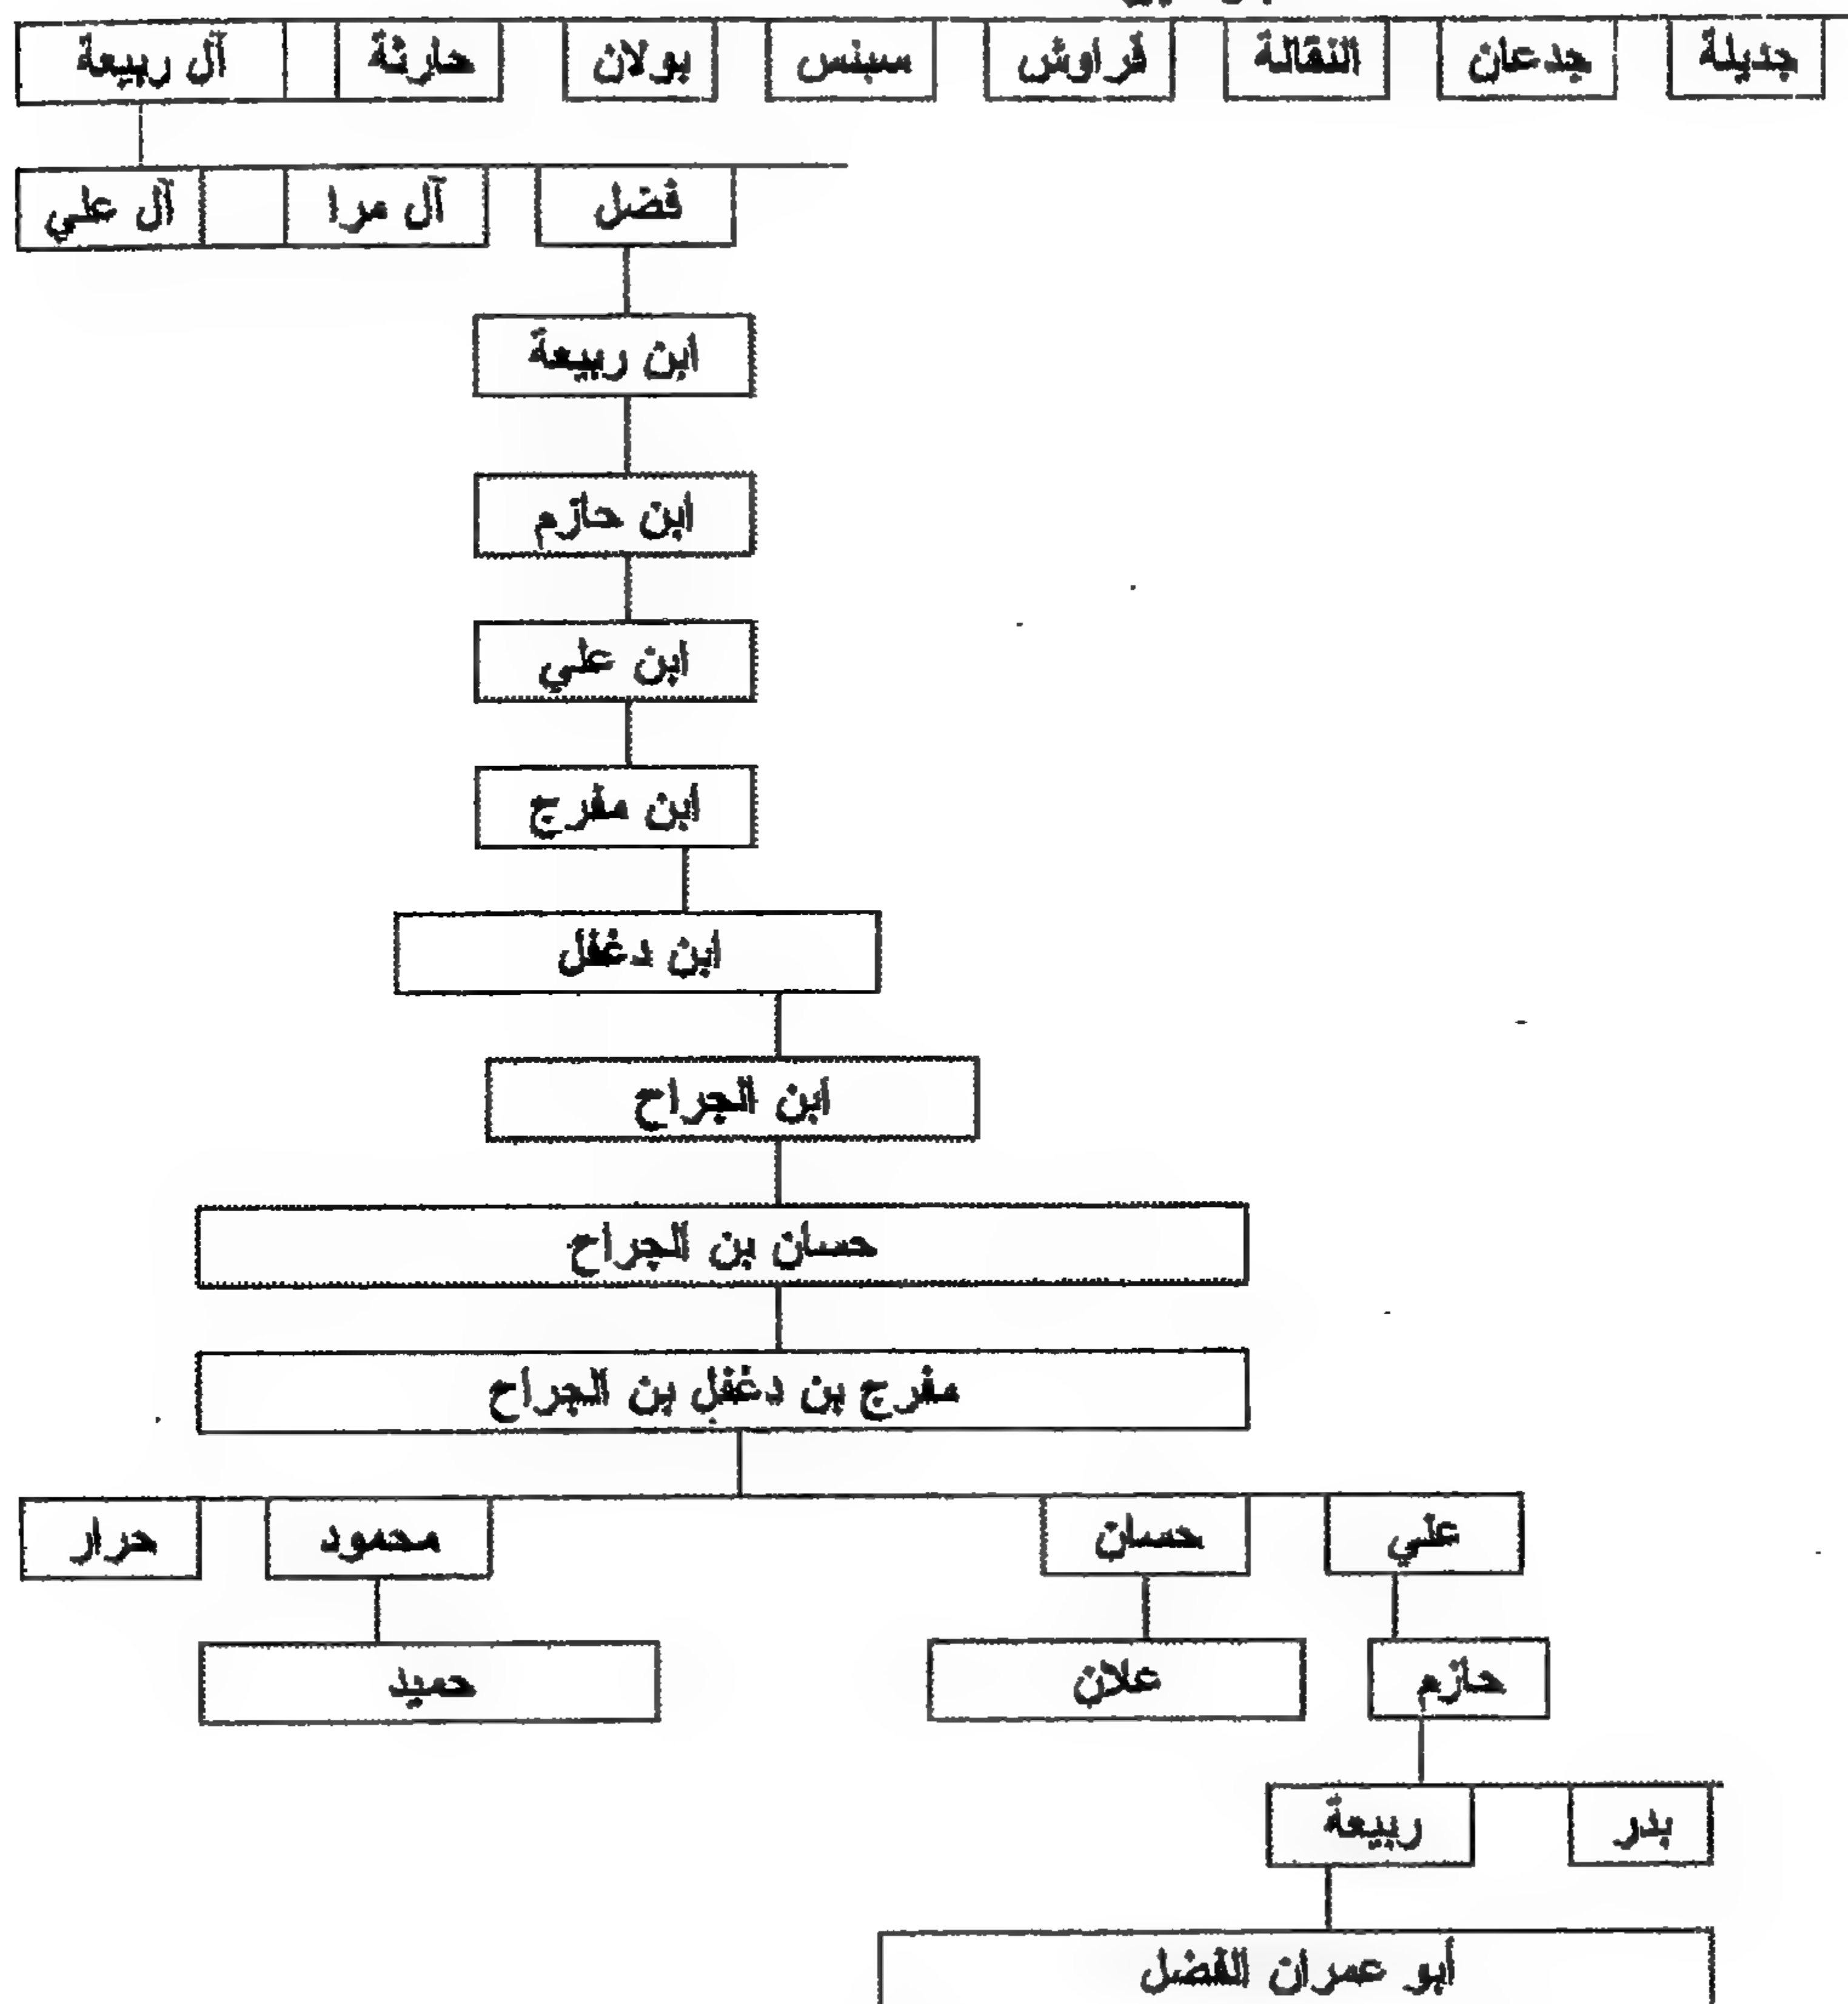 جديلة جدعان النقالة قراوش سبنس بولان حارثة آل ربيعة
فضل آل مرا آل علي
ابن ربيعة
ابن حازم
ابن علي
ابن مفرج
ابن دغفل
ابن الجراح
حسان بن الجراح
مفرج بن دغفل بن الجراح
علي حسان محمود حرار
حازم علان حميد
بدر ربيعة
أبو عمران الفضل